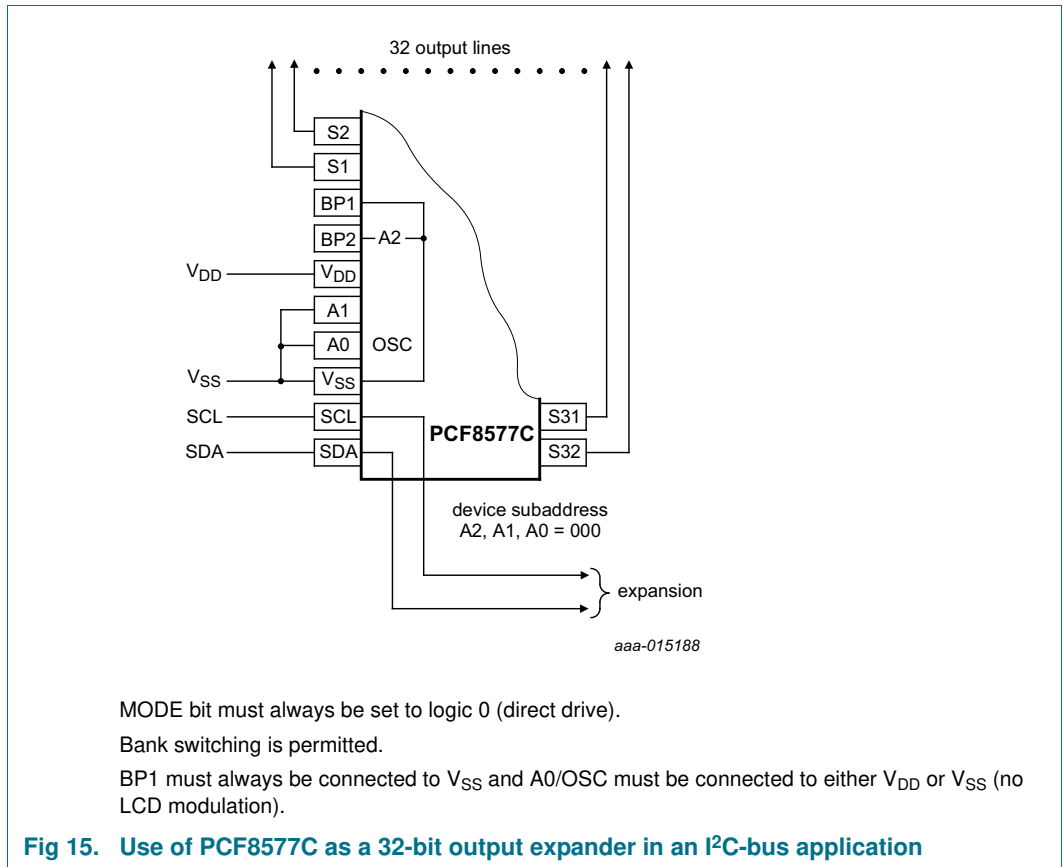 32 output lines
S2
S1
BP1
BP2 A2
VDD VDD
A1
A0 OSC
VSS VSS
SCL SCL
S31
PCF8577C
SDA SDA
S32
device subaddress
A2, A1, A0 = 000
expansion
aaa-015188
MODE bit must always be set to logic 0 (direct drive).
Bank switching is permitted.
BP1 must always be connected to VSS and A0/OSC must be connected to either VDD or VSS (no
LCD modulation).
Fig 15. Use of PCF8577C as a 32-bit output expander in an I2C-bus application